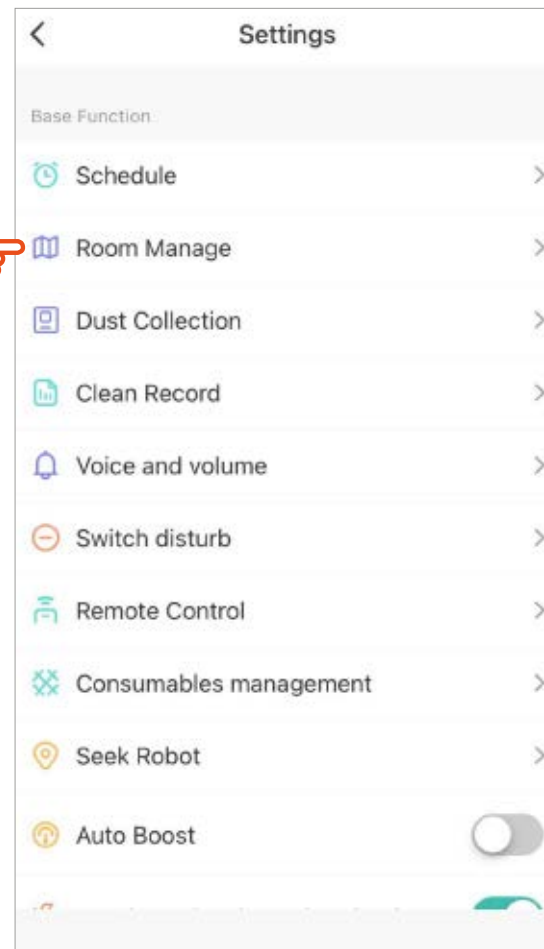 Settings
Base Function
Schedule
Room Manage
Dust Collection
Clean Record
Voice and volume
Switch disturb
Remote Control
Consumables management
Seek Robot
Auto Boost